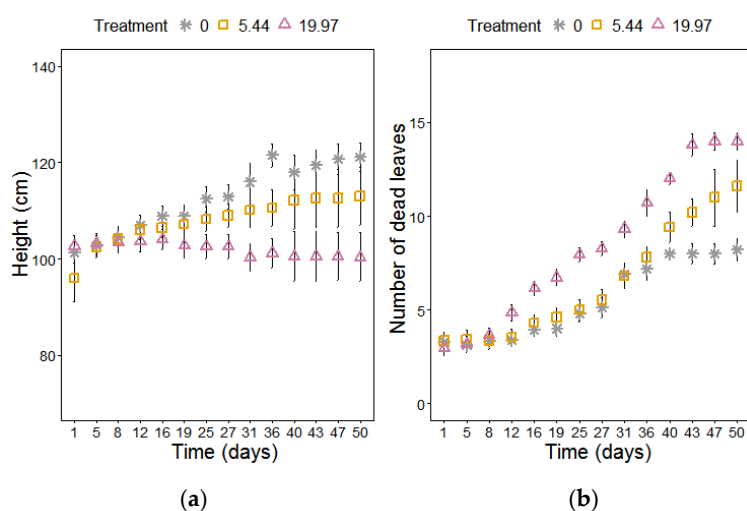 Treatment 0 5.44 19.97
Height (cm)
140
120
100
80
1 5 8 12 16 19 25 27 31 36 40 43 47 50
Time (days)
(a)
Treatment 0 5.44 19.97
Number of dead leaves
15
10
5
0
1 5 8 12 16 19 25 27 31 36 40 43 47 50
Time (days)
(b)